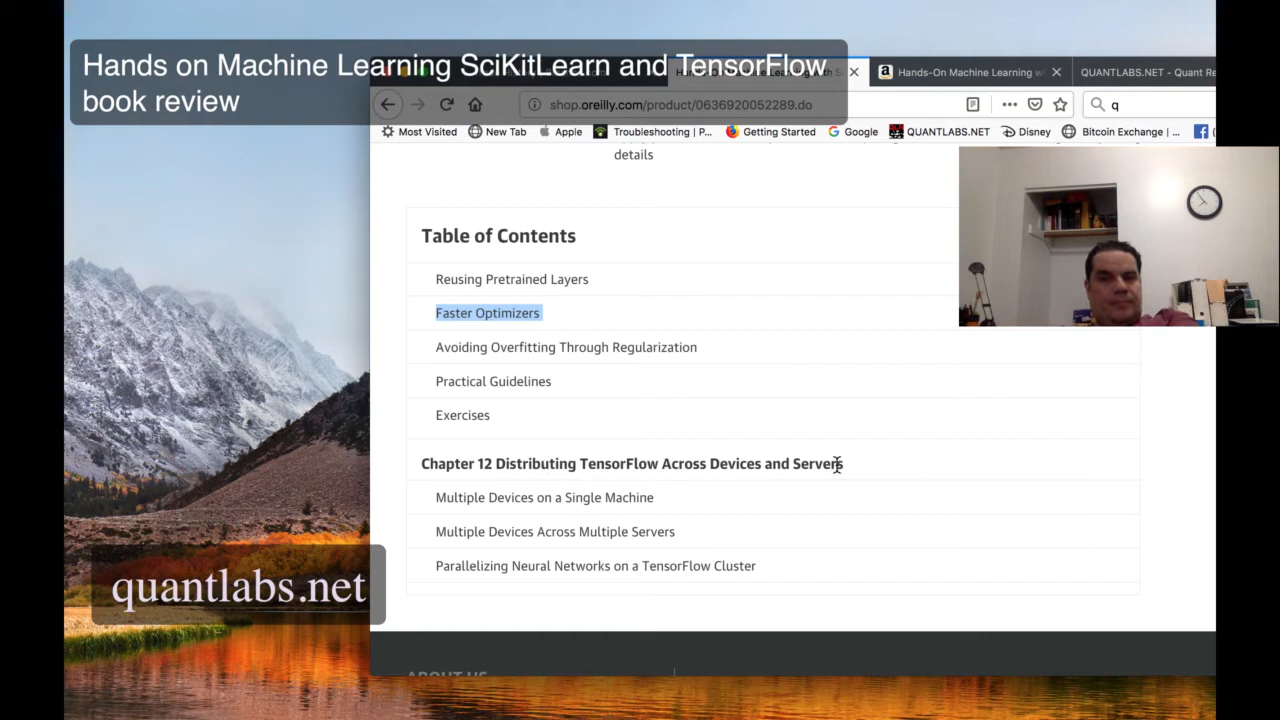 Hands on Machine Learning SciKitLearn and TensorFlow
book review
Hands-On Machine Learning w
QUANTLABS.NET - Quant Re
shop.oreilly.com/product/0636920052289.do
q
Most Visited
New Tab
Apple
Troubleshooting | P...
Getting Started
Google
QUANTLABS.NET
Disney
Bitcoin Exchange | ...
details
Table of Contents
Reusing Pretrained Layers
Faster Optimizers
Avoiding Overfitting Through Regularization
Practical Guidelines
Exercises
Chapter 12 Distributing TensorFlow Across Devices and Servers
Multiple Devices on a Single Machine
Multiple Devices Across Multiple Servers
Parallelizing Neural Networks on a TensorFlow Cluster
quantlabs.net
ABOUT US